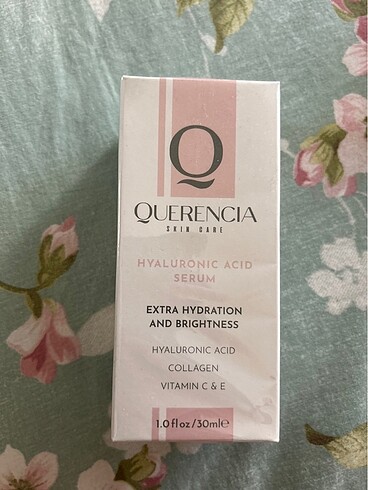 Q
QUERENCIA
SKIN CARE
HYALURONIC ACID
SERUM
EXTRA HYDRATION
AND BRIGHTNESS
HYALURONIC ACID
COLLAGEN
VITAMIN C & E
1.0 fl oz/30ml℮